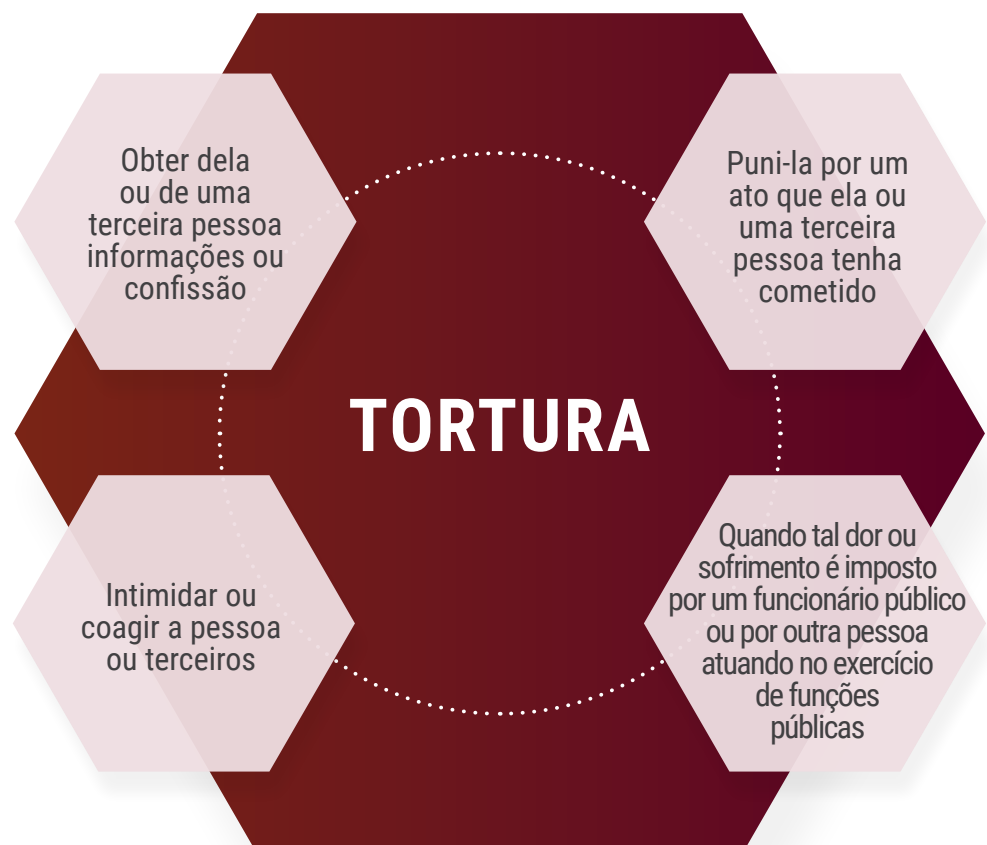 Obter dela
ou de uma
terceira pessoa
informações ou
confissão
Puni-la por um
ato que ela ou
uma terceira
pessoa tenha
cometido
TORTURA
Intimidar ou
coagir a pessoa
ou terceiros
Quando tal dor ou
sofrimento é imposto
por um funcionário público
ou por outra pessoa
atuando no exercício
de funções
públicas